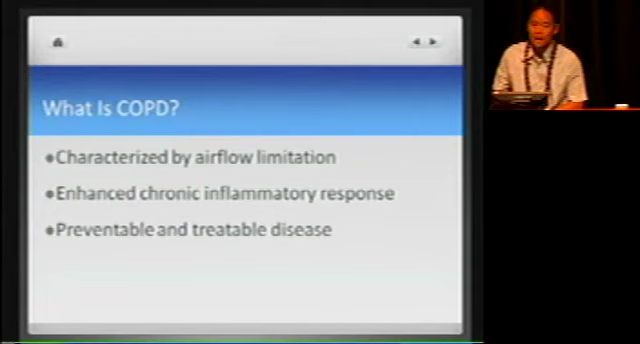 What Is COPD?
●Characterized by airflow limitation
●Enhanced chronic inflammatory response
●Preventable and treatable disease